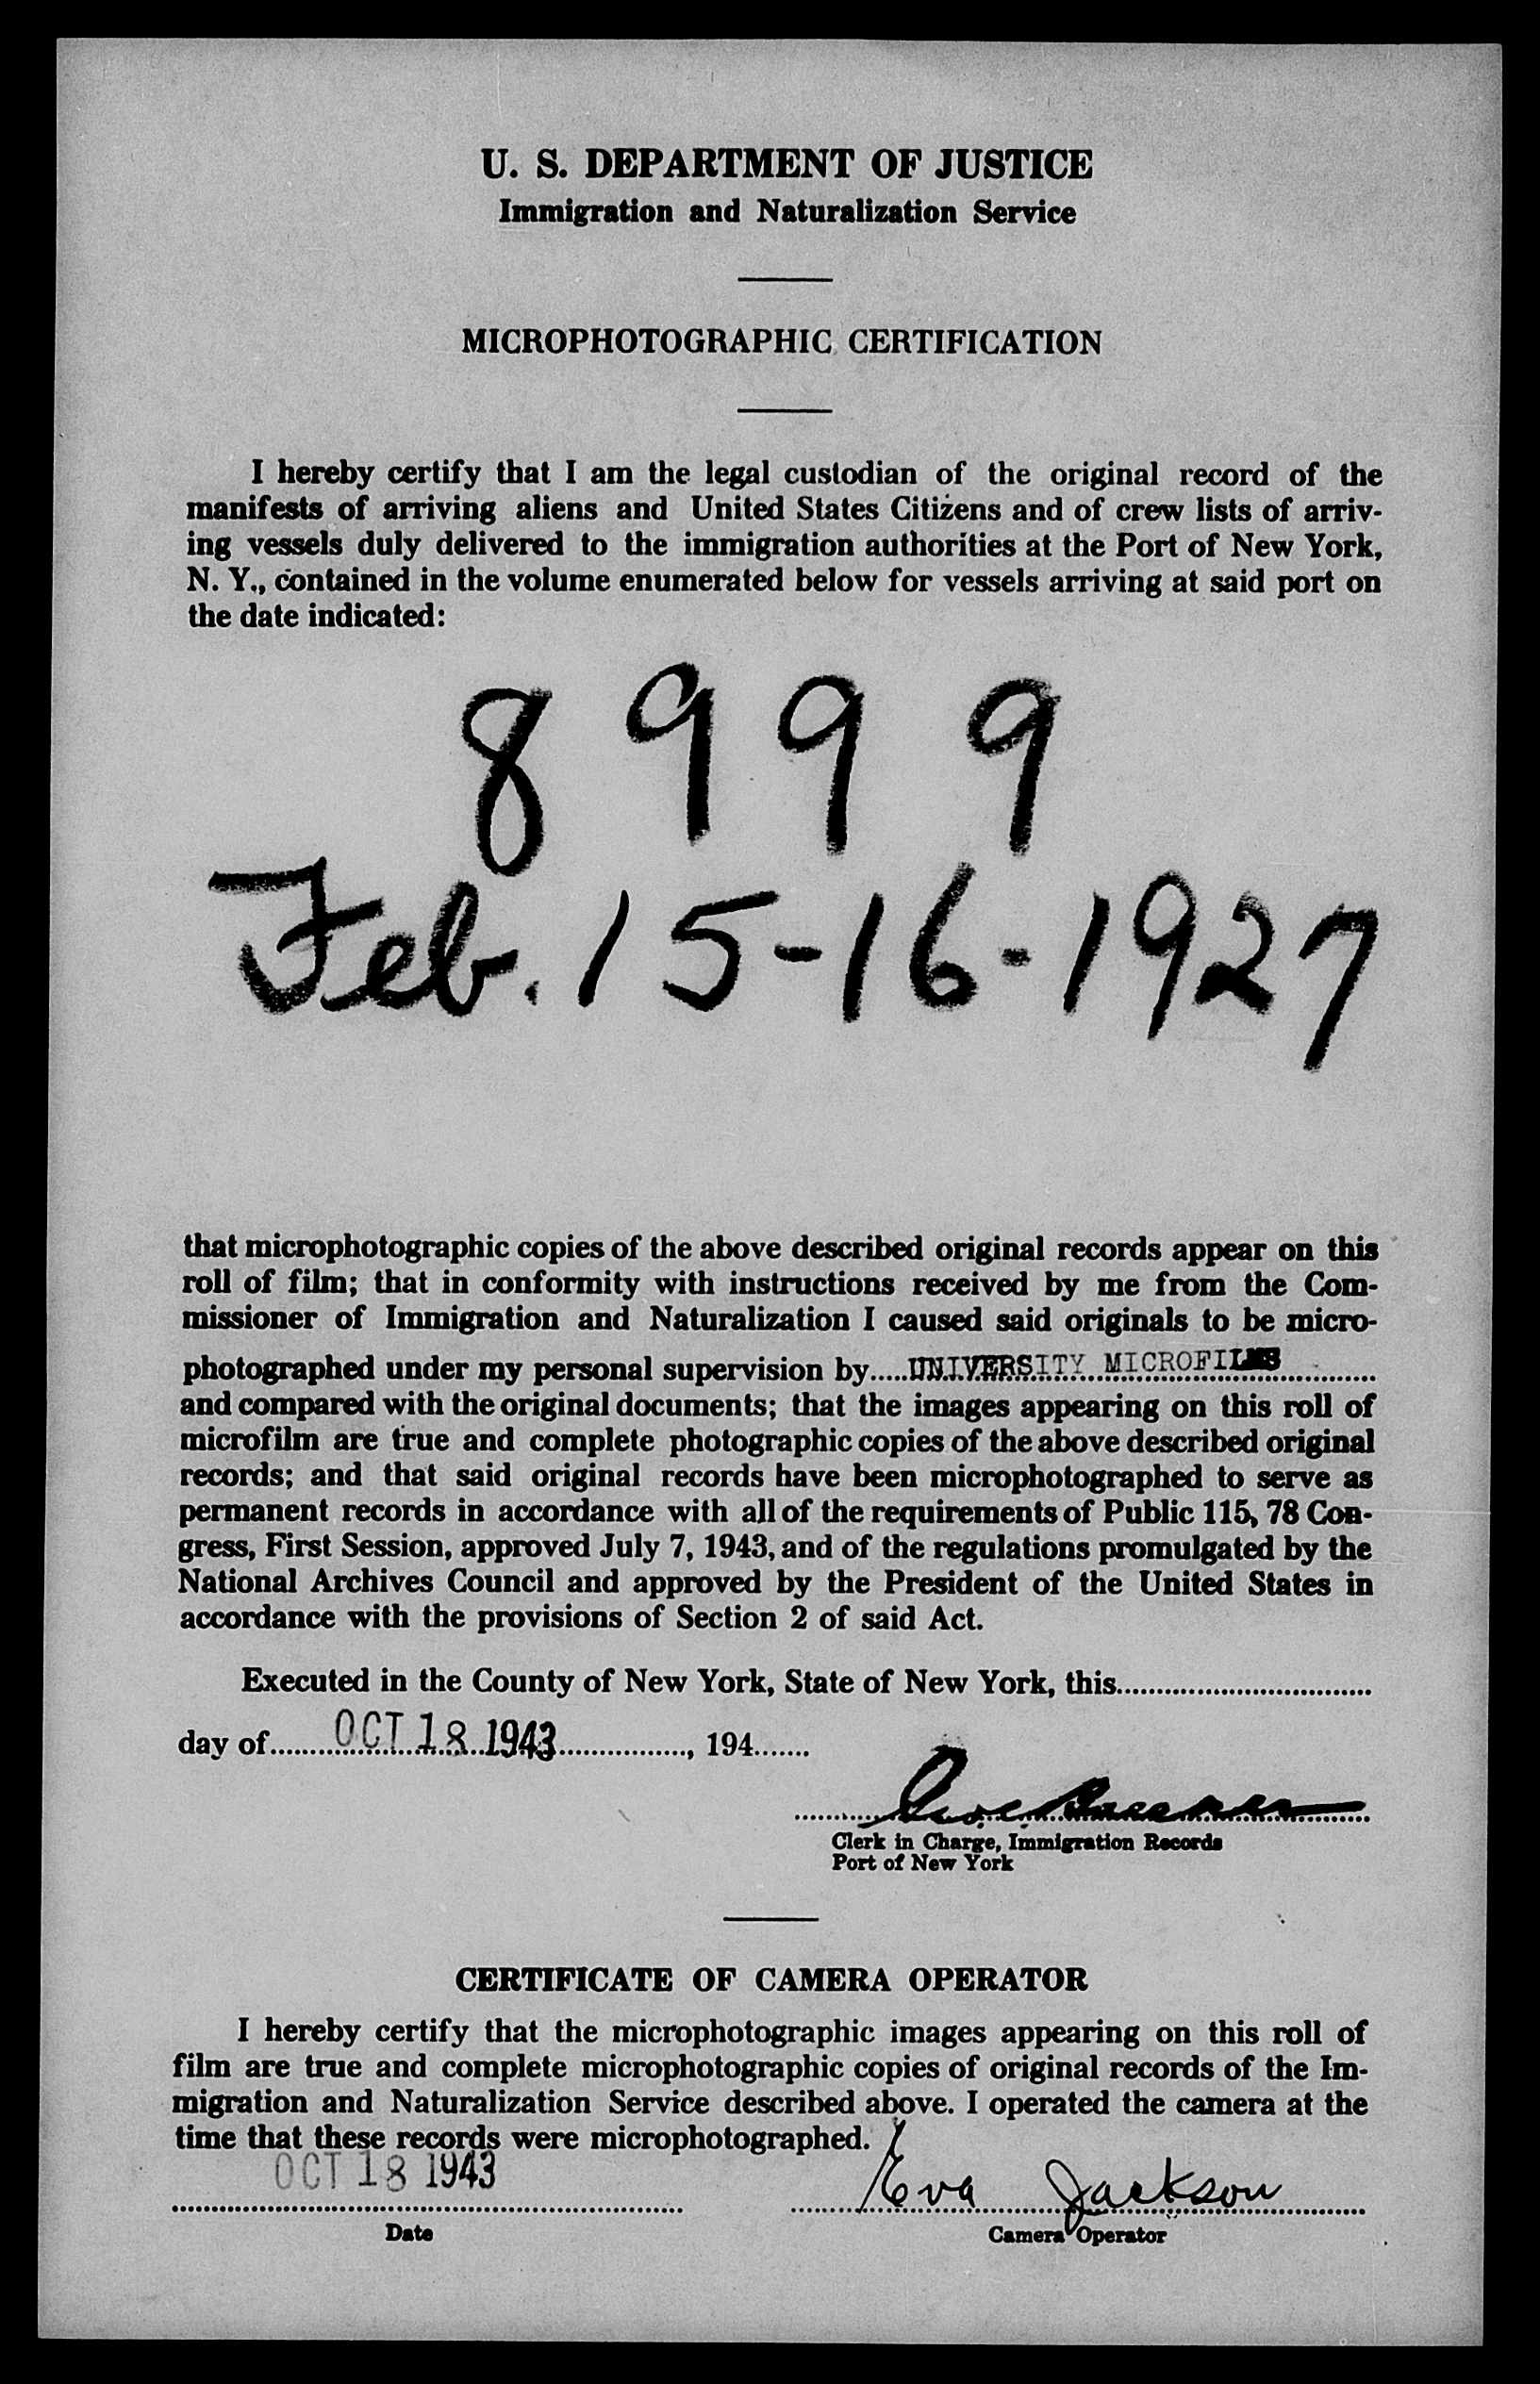 U. S. DEPARTMENT OF JUSTICE
Immigration and Naturalization Service
MICROPHOTOGRAPHIC CERTIFICATION
I hereby certify that I am the legal custodian of the original record of the
manifests of arriving aliens and United States Citizens and of crew lists of arriv-
ing vessels duly delivered to the immigration authorities at the Port of New York,
N. Y., contained in the volume enumerated below for vessels arriving at said port on
the date indicated:
8999
Feb. 15-16-1927
that microphotographic copies of the above described original records appear on this
roll of film; that in conformity with instructions received by me from the Com-
missioner of Immigration and Naturalization I caused said originals to be micro-
photographed under my personal supervision by.....UNIVERSITY MICROFILMS
and compared with the original documents; that the images appearing on this roll of
microfilm are true and complete photographic copies of the above described original
records; and that said original records have been microphotographed to serve as
permanent records in accordance with all of the requirements of Public 115, 78 Con-
gress, First Session, approved July 7, 1943, and of the regulations promulgated by the
National Archives Council and approved by the President of the United States in
accordance with the provisions of Section 2 of said Act.
Executed in the County of New York, State of New York, this
day of OCT 18 1943, 194
Clerk in Charge, Immigration Records
Port of New York
CERTIFICATE OF CAMERA OPERATOR
I hereby certify that the microphotographic images appearing on this roll of
film are true and complete microphotographic copies of original records of the Im-
migration and Naturalization Service described above. I operated the camera at the
time that these records were microphotographed.
OCT 18 1943 Eva Jackson
Date Camera Operator